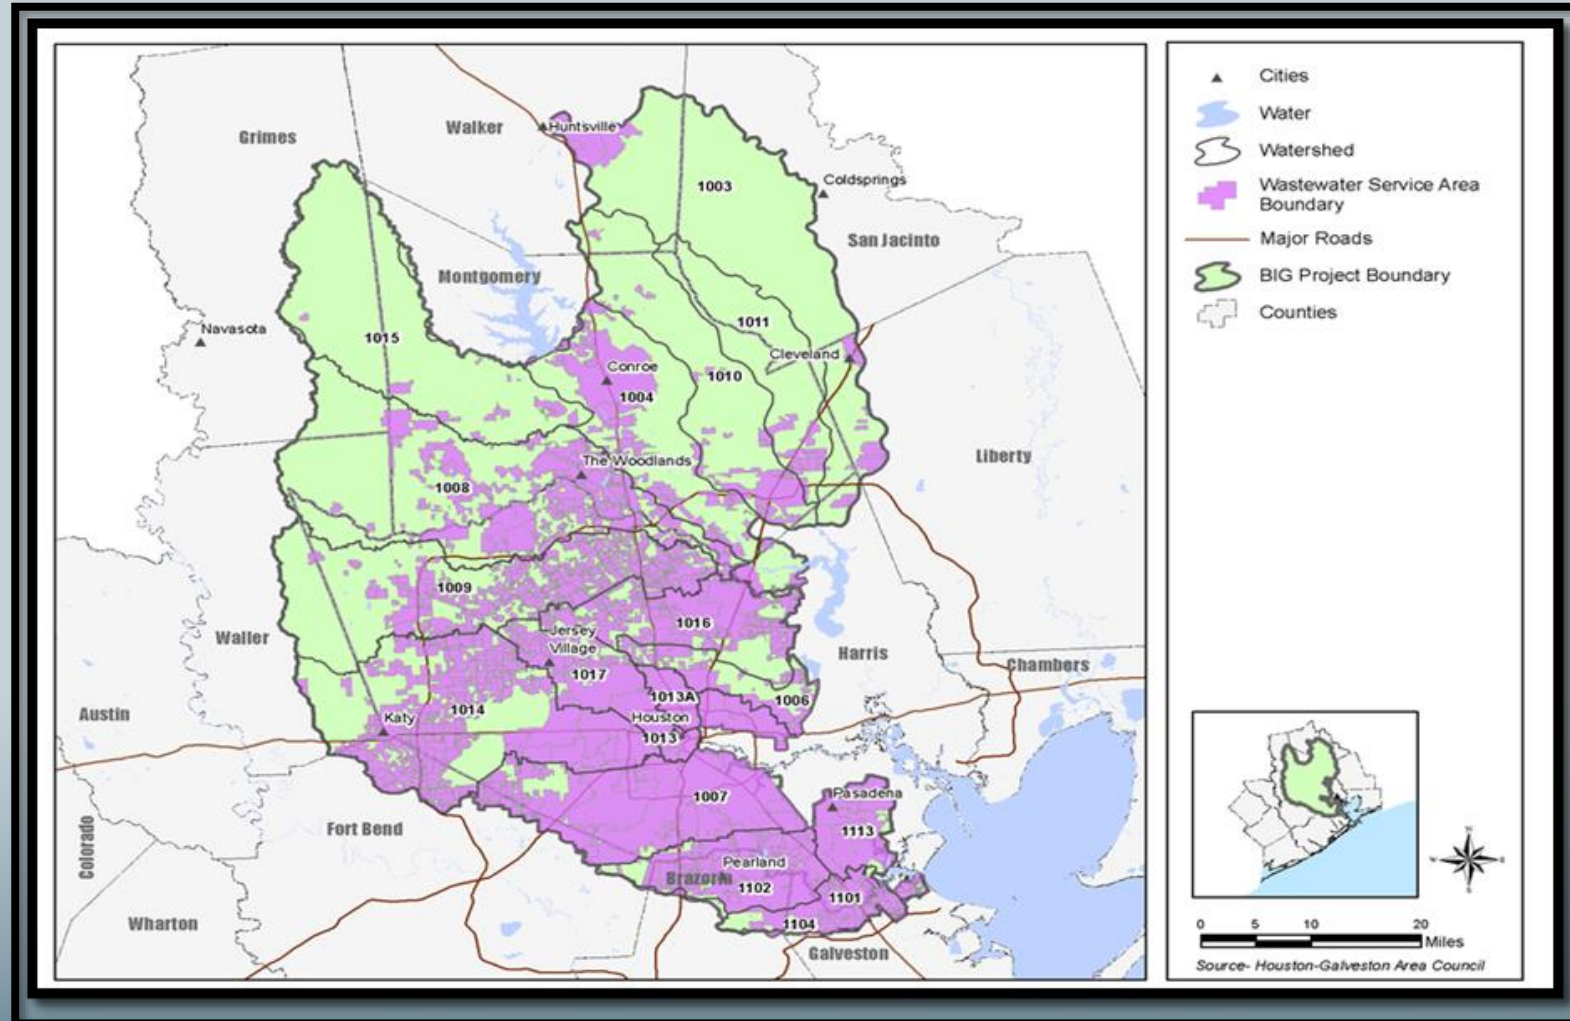 Huntsville
Walker
Grimes
1003
Coldsprings
San Jacinto
Montgomery
Navasota
1015
1011
Cleveland
Conroe
1010
1004
Liberty
The Woodlands
1008
1009
1016
Jersey
Village
Waller
Harris
Chambers
1017
1013A
1006
Austin
Katy
1014
Houston
1013
1007
Pasadena
1113
Fort Bend
Colorado
Pearland
Brazoria
1102
1101
Wharton
1104
Galveston
Cities
Water
Watershed
Wastewater Service Area
Boundary
Major Roads
BIG Project Boundary
Counties
0 5 10 20
Miles
Source- Houston-Galveston Area Council